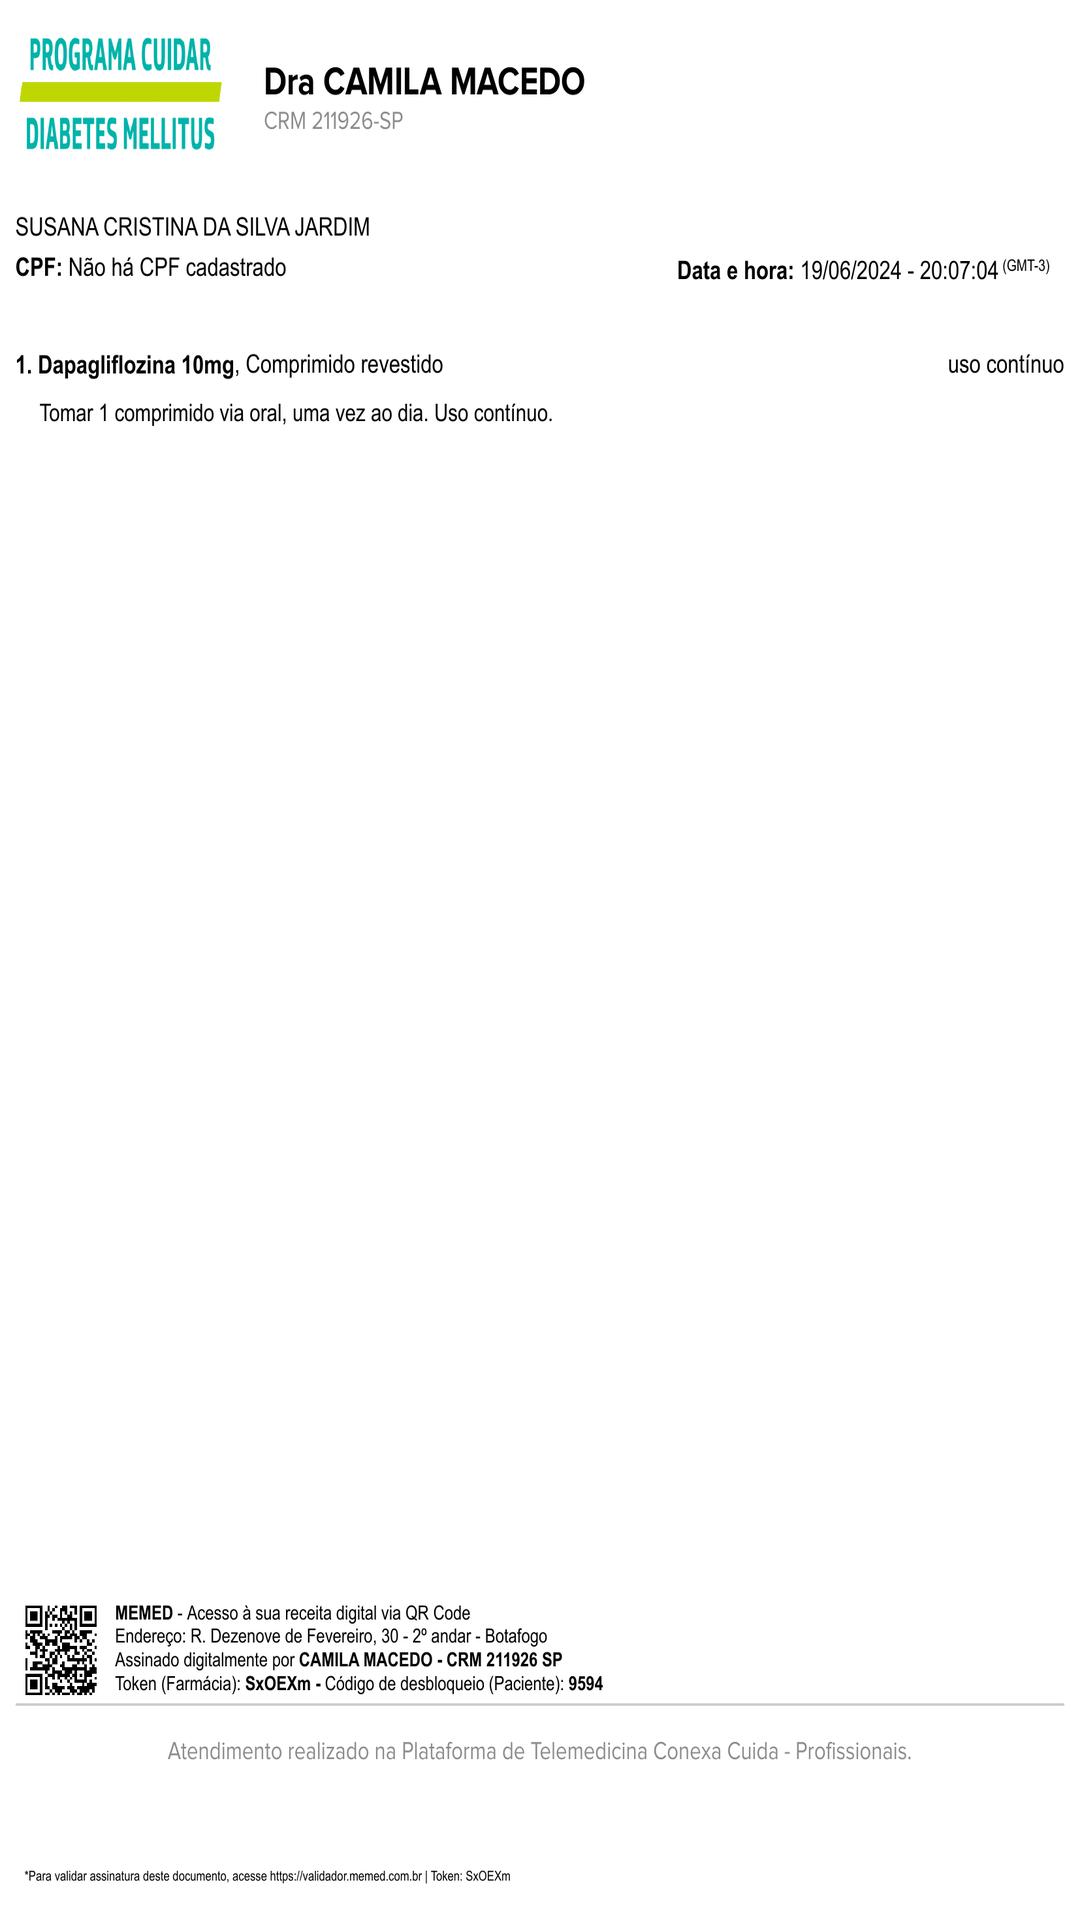 PROGRAMA CUIDAR
DIABETES MELLITUS
Dra CAMILA MACEDO
CRM 211926-SP
SUSANA CRISTINA DA SILVA JARDIM
CPF: Não há CPF cadastrado
Data e hora: 19/06/2024 - 20:07:04 (GMT-3)
1. Dapagliflozina 10mg, Comprimido revestido uso contínuo
Tomar 1 comprimido via oral, uma vez ao dia. Uso contínuo.
MEMED - Acesso à sua receita digital via QR Code
Endereço: R. Dezenove de Fevereiro, 30 - 2º andar - Botafogo
Assinado digitalmente por CAMILA MACEDO - CRM 211926 SP
Token (Farmácia): SxOEXm - Código de desbloqueio (Paciente): 9594
Atendimento realizado na Plataforma de Telemedicina Conexa Cuida - Profissionais.
*Para validar assinatura deste documento, acesse https://validador.memed.com.br | Token: SxOEXm